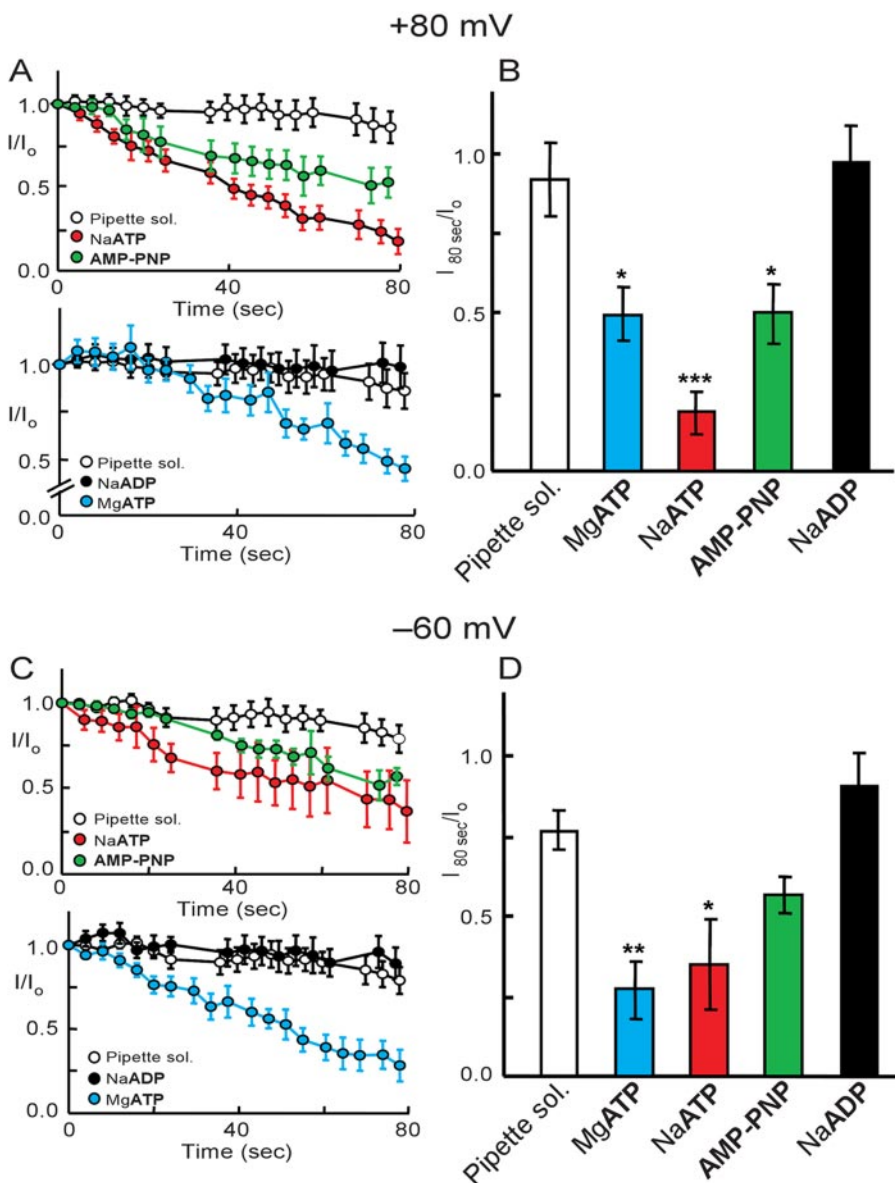 +80 mV
A
1.0
I/Io
0.5
0.0
Pipette sol.
NaATP
AMP-PNP
40
80
Time (sec)
1.0
I/Io
0.5
0.0
Pipette sol.
NaADP
MgATP
40
80
Time (sec)
B
I 80 sec/Io
1.0
0.5
0.0
*
***
*
Pipette sol.
MgATP
NaATP
AMP-PNP
NaADP
–60 mV
C
1.0
I/Io
0.5
0.0
Pipette sol.
NaATP
AMP-PNP
0
40
80
Time (sec)
1.0
I/Io
0.5
0.0
Pipette sol.
NaADP
MgATP
0
40
80
Time (sec)
D
I 80 sec/Io
1.0
0.5
0.0
**
*
Pipette sol.
MgATP
NaATP
AMP-PNP
NaADP